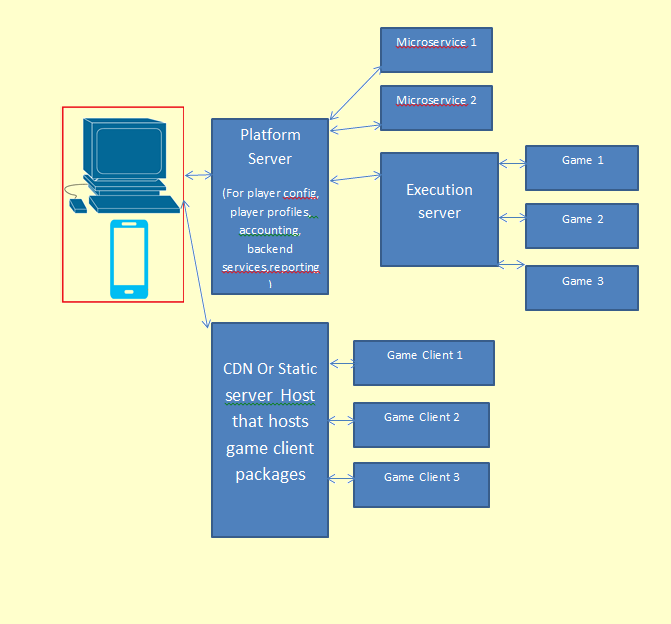 Microservice 1
Microservice 2
Platform
Server
(For player config,
player profiles,
accounting,
backend
services,reporting
)
Execution
server
Game 1
Game 2
Game 3
CDN Or Static
server Host
that hosts
game client
packages
Game Client 1
Game Client 2
Game Client 3